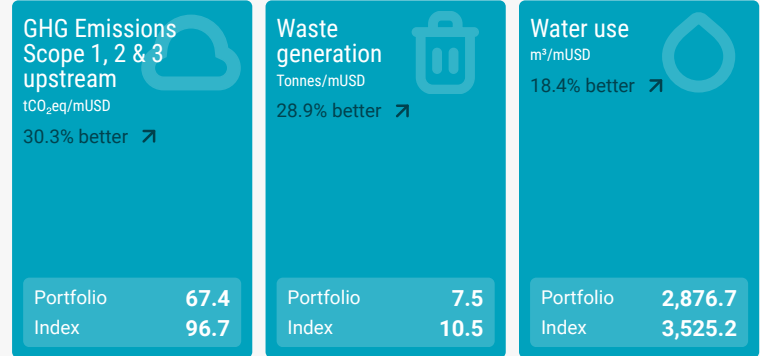 GHG Emissions
Scope 1, 2 & 3
upstream
tCO₂eq/mUSD
30.3% better
Portfolio 67.4
Index 96.7
Waste
generation
Tonnes/mUSD
28.9% better
Portfolio 7.5
Index 10.5
Water use
m³/mUSD
18.4% better
Portfolio 2,876.7
Index 3,525.2